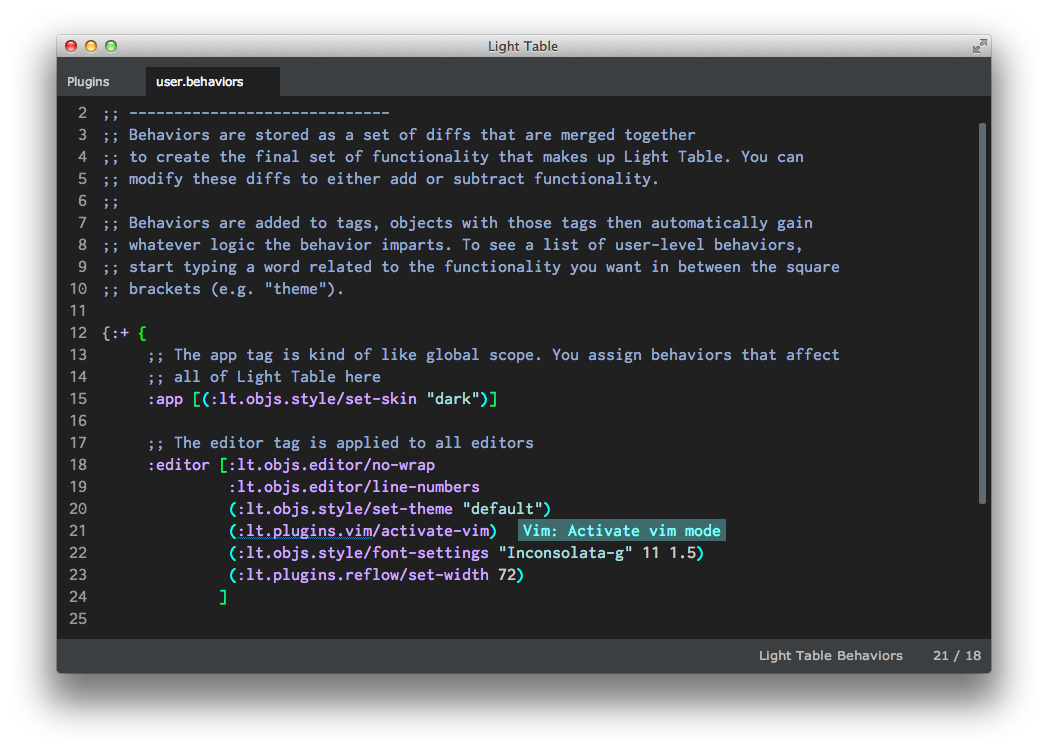 Light Table
Plugins user.behaviors
2 ;; -----------------------------
3 ;; Behaviors are stored as a set of diffs that are merged together
4 ;; to create the final set of functionality that makes up Light Table. You can
5 ;; modify these diffs to either add or subtract functionality.
6 ;;
7 ;; Behaviors are added to tags, objects with those tags then automatically gain
8 ;; whatever logic the behavior imparts. To see a list of user-level behaviors,
9 ;; start typing a word related to the functionality you want in between the square
10 ;; brackets (e.g. "theme").
11
12 {:+ {
13 ;; The app tag is kind of like global scope. You assign behaviors that affect
14 ;; all of Light Table here
15 :app [(:lt.objs.style/set-skin "dark")]
16
17 ;; The editor tag is applied to all editors
18 :editor [:lt.objs.editor/no-wrap
19 :lt.objs.editor/line-numbers
20 (:lt.objs.style/set-theme "default")
21 (:lt.plugins.vim/activate-vim) Vim: Activate vim mode
22 (:lt.objs.style/font-settings "Inconsolata-g" 11 1.5)
23 (:lt.plugins.reflow/set-width 72)
24 ]
25
Light Table Behaviors 21 / 18